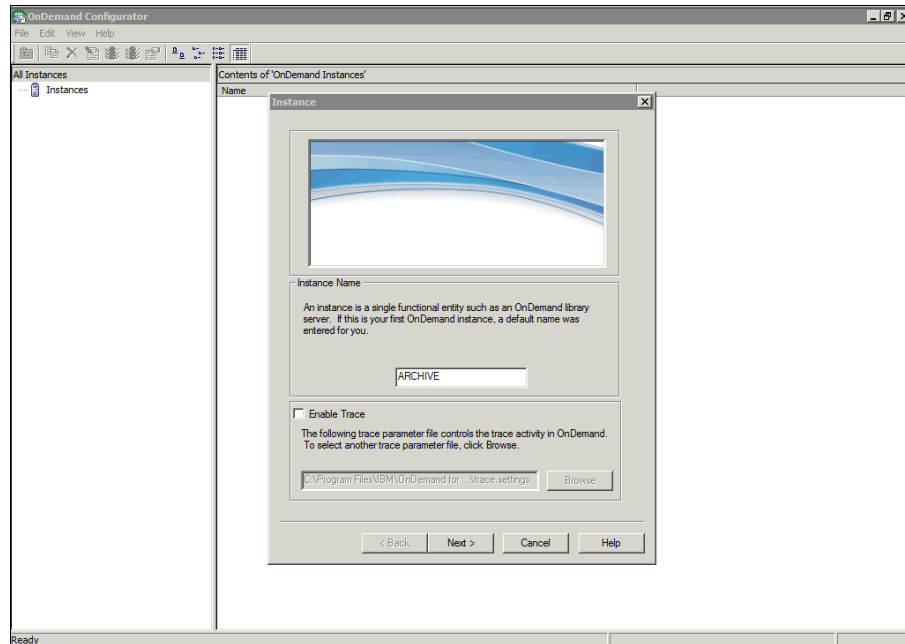 OnDemand Configurator
File Edit View Help
All Instances
Contents of 'OnDemand Instances'
Instances
Name
Instance
Instance Name
An instance is a single functional entity such as an OnDemand library
server. If this is your first OnDemand instance, a default name was
entered for you.
ARCHIVE
Enable Trace
The following trace parameter file controls the trace activity in OnDemand.
To select another trace parameter file, click Browse.
C:\Program Files\IBM\OnDemand for ...\trace.settings
Browse
< Back
Next >
Cancel
Help
Ready